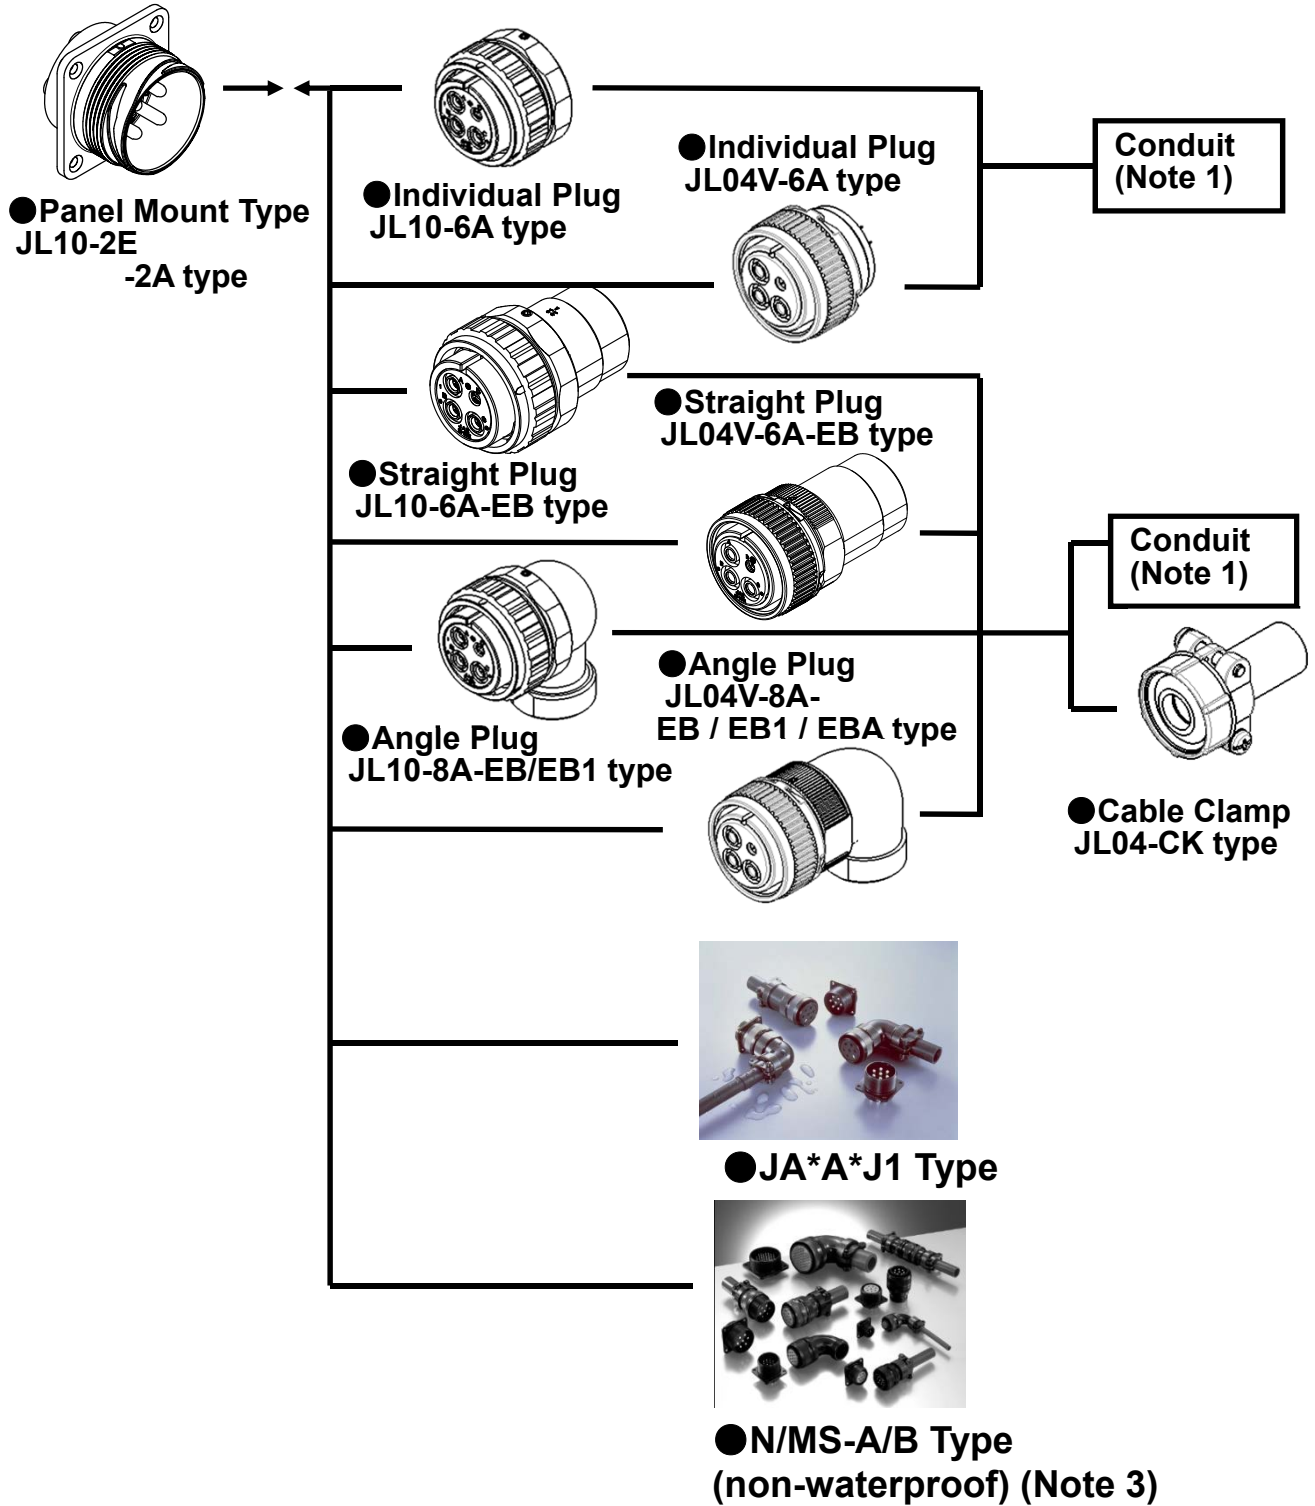 ●Panel Mount Type
JL10-2E
-2A type
●Individual Plug
JL10-6A type
●Individual Plug
JL04V-6A type
Conduit
(Note 1)
●Straight Plug
JL10-6A-EB type
●Straight Plug
JL04V-6A-EB type
●Angle Plug
JL10-8A-EB/EB1 type
●Angle Plug
JL04V-8A-
EB / EB1 / EBA type
Conduit
(Note 1)
●Cable Clamp
JL04-CK type
●JA*A*J1 Type
●N/MS-A/B Type
(non-waterproof) (Note 3)